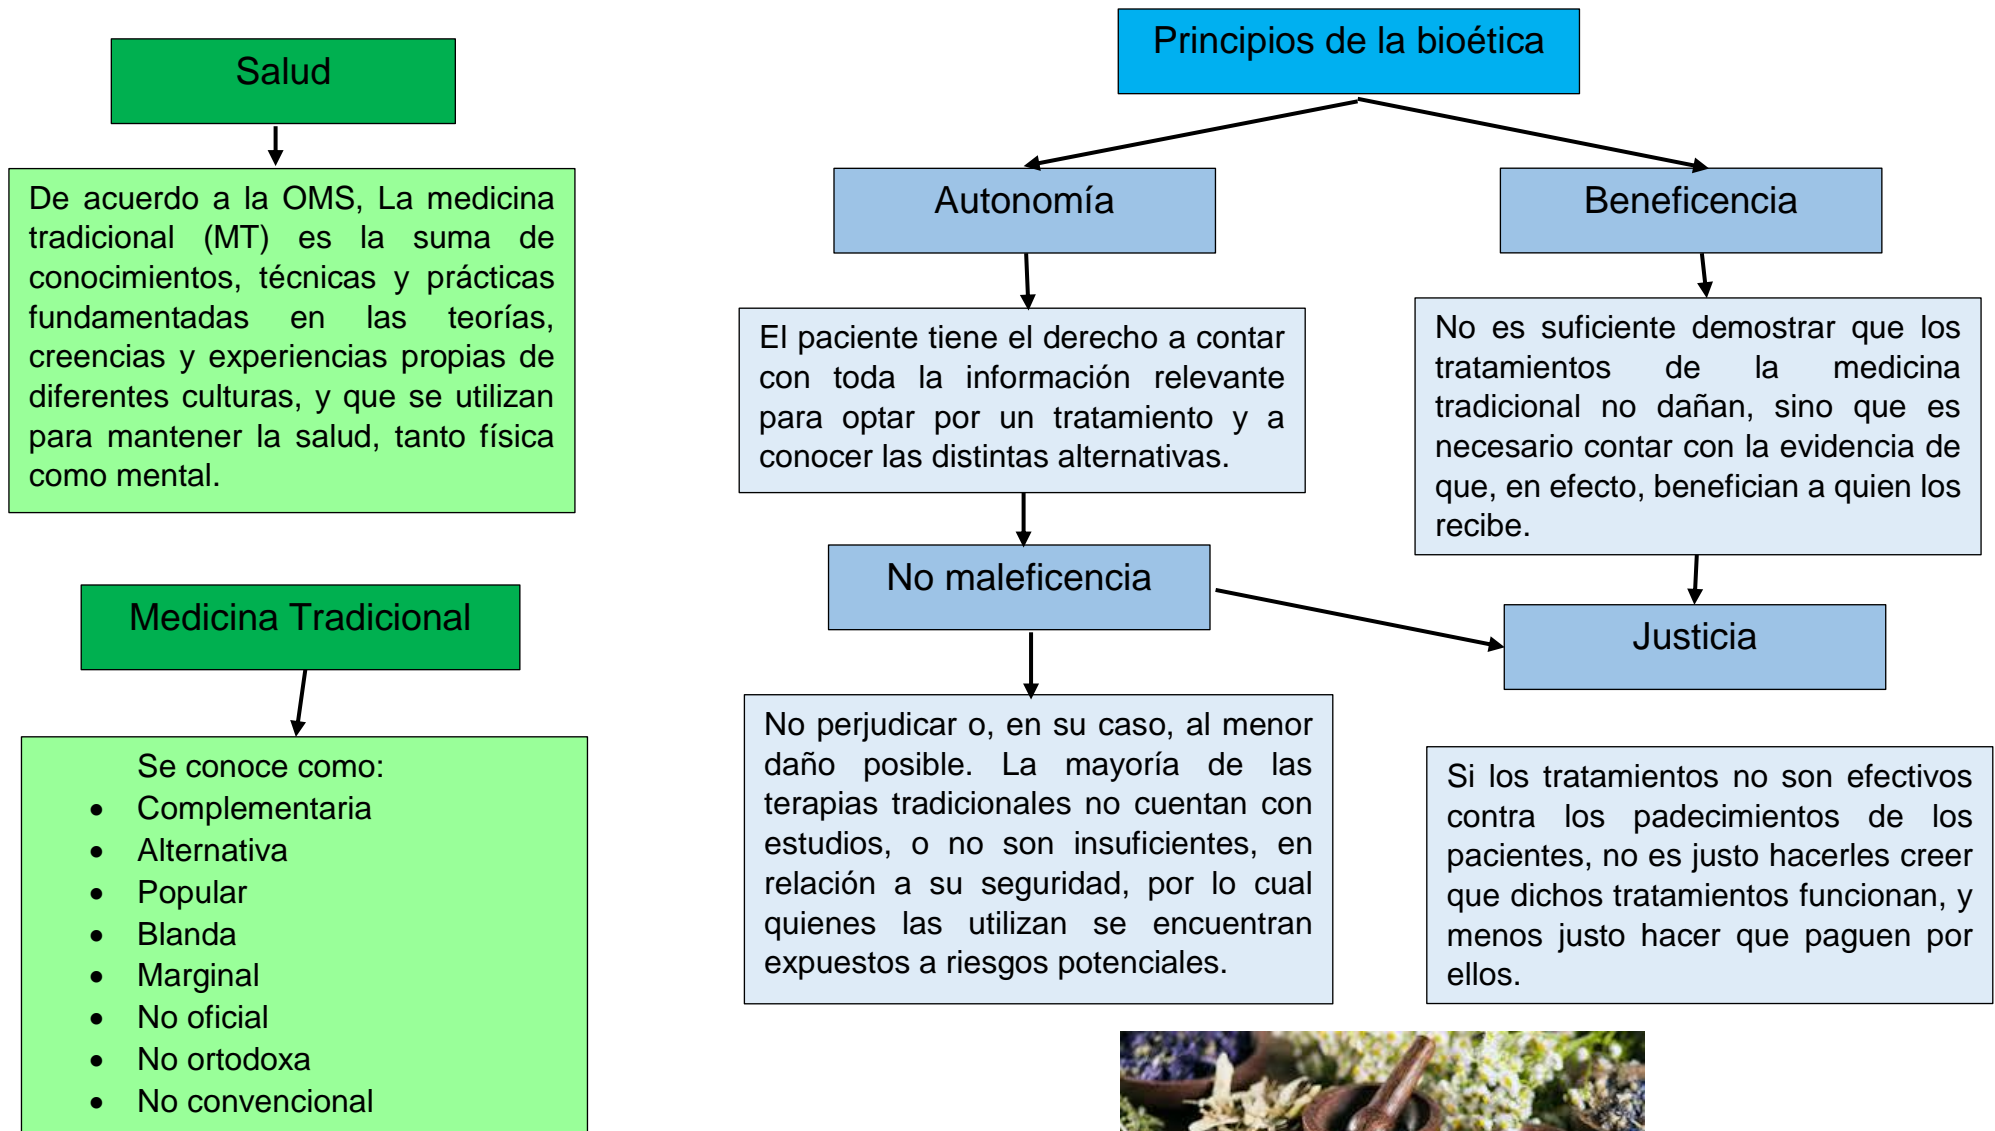 Salud
De acuerdo a la OMS, La medicina
tradicional (MT) es la suma de
conocimientos, técnicas y prácticas
fundamentadas en las teorías,
creencias y experiencias propias de
diferentes culturas, y que se utilizan
para mantener la salud, tanto física
como mental.
Medicina Tradicional
Se conoce como:
• Complementaria
• Alternativa
• Popular
• Blanda
• Marginal
• No oficial
• No ortodoxa
• No convencional
Principios de la bioética
Autonomía
El paciente tiene el derecho a contar
con toda la información relevante
para optar por un tratamiento y a
conocer las distintas alternativas.
Beneficencia
No es suficiente demostrar que los
tratamientos de la medicina
tradicional no dañan, sino que es
necesario contar con la evidencia de
que, en efecto, benefician a quien los
recibe.
No maleficencia
No perjudicar o, en su caso, al menor
daño posible. La mayoría de las
terapias tradicionales no cuentan con
estudios, o no son insuficientes, en
relación a su seguridad, por lo cual
quienes las utilizan se encuentran
expuestos a riesgos potenciales.
Justicia
Si los tratamientos no son efectivos
contra los padecimientos de los
pacientes, no es justo hacerles creer
que dichos tratamientos funcionan, y
menos justo hacer que paguen por
ellos.